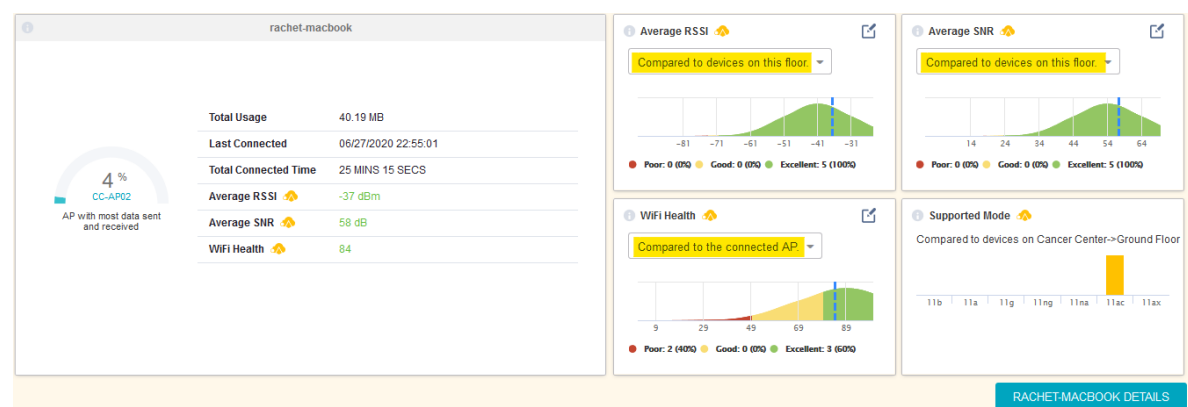 rachet-macbook
4 %
CC-AP02
AP with most data sent
and received
Total Usage 40.19 MB
Last Connected 06/27/2020 22:55:01
Total Connected Time 25 MINS 15 SECS
Average RSSI -37 dBm
Average SNR 58 dB
WiFi Health 84
Average RSSI
Compared to devices on this floor.
-81 -71 -61 -51 -41 -31
Poor: 0 (0%) Good: 0 (0%) Excellent: 5 (100%)
Average SNR
Compared to devices on this floor.
14 24 34 44 54 64
Poor: 0 (0%) Good: 0 (0%) Excellent: 5 (100%)
WiFi Health
Compared to the connected AP.
9 29 49 69 89
Poor: 2 (40%) Good: 0 (0%) Excellent: 3 (60%)
Supported Mode
Compared to devices on Cancer Center->Ground Floor
11b 11a 11g 11ng 11na 11ac 11ax
RACHET-MACBOOK DETAILS